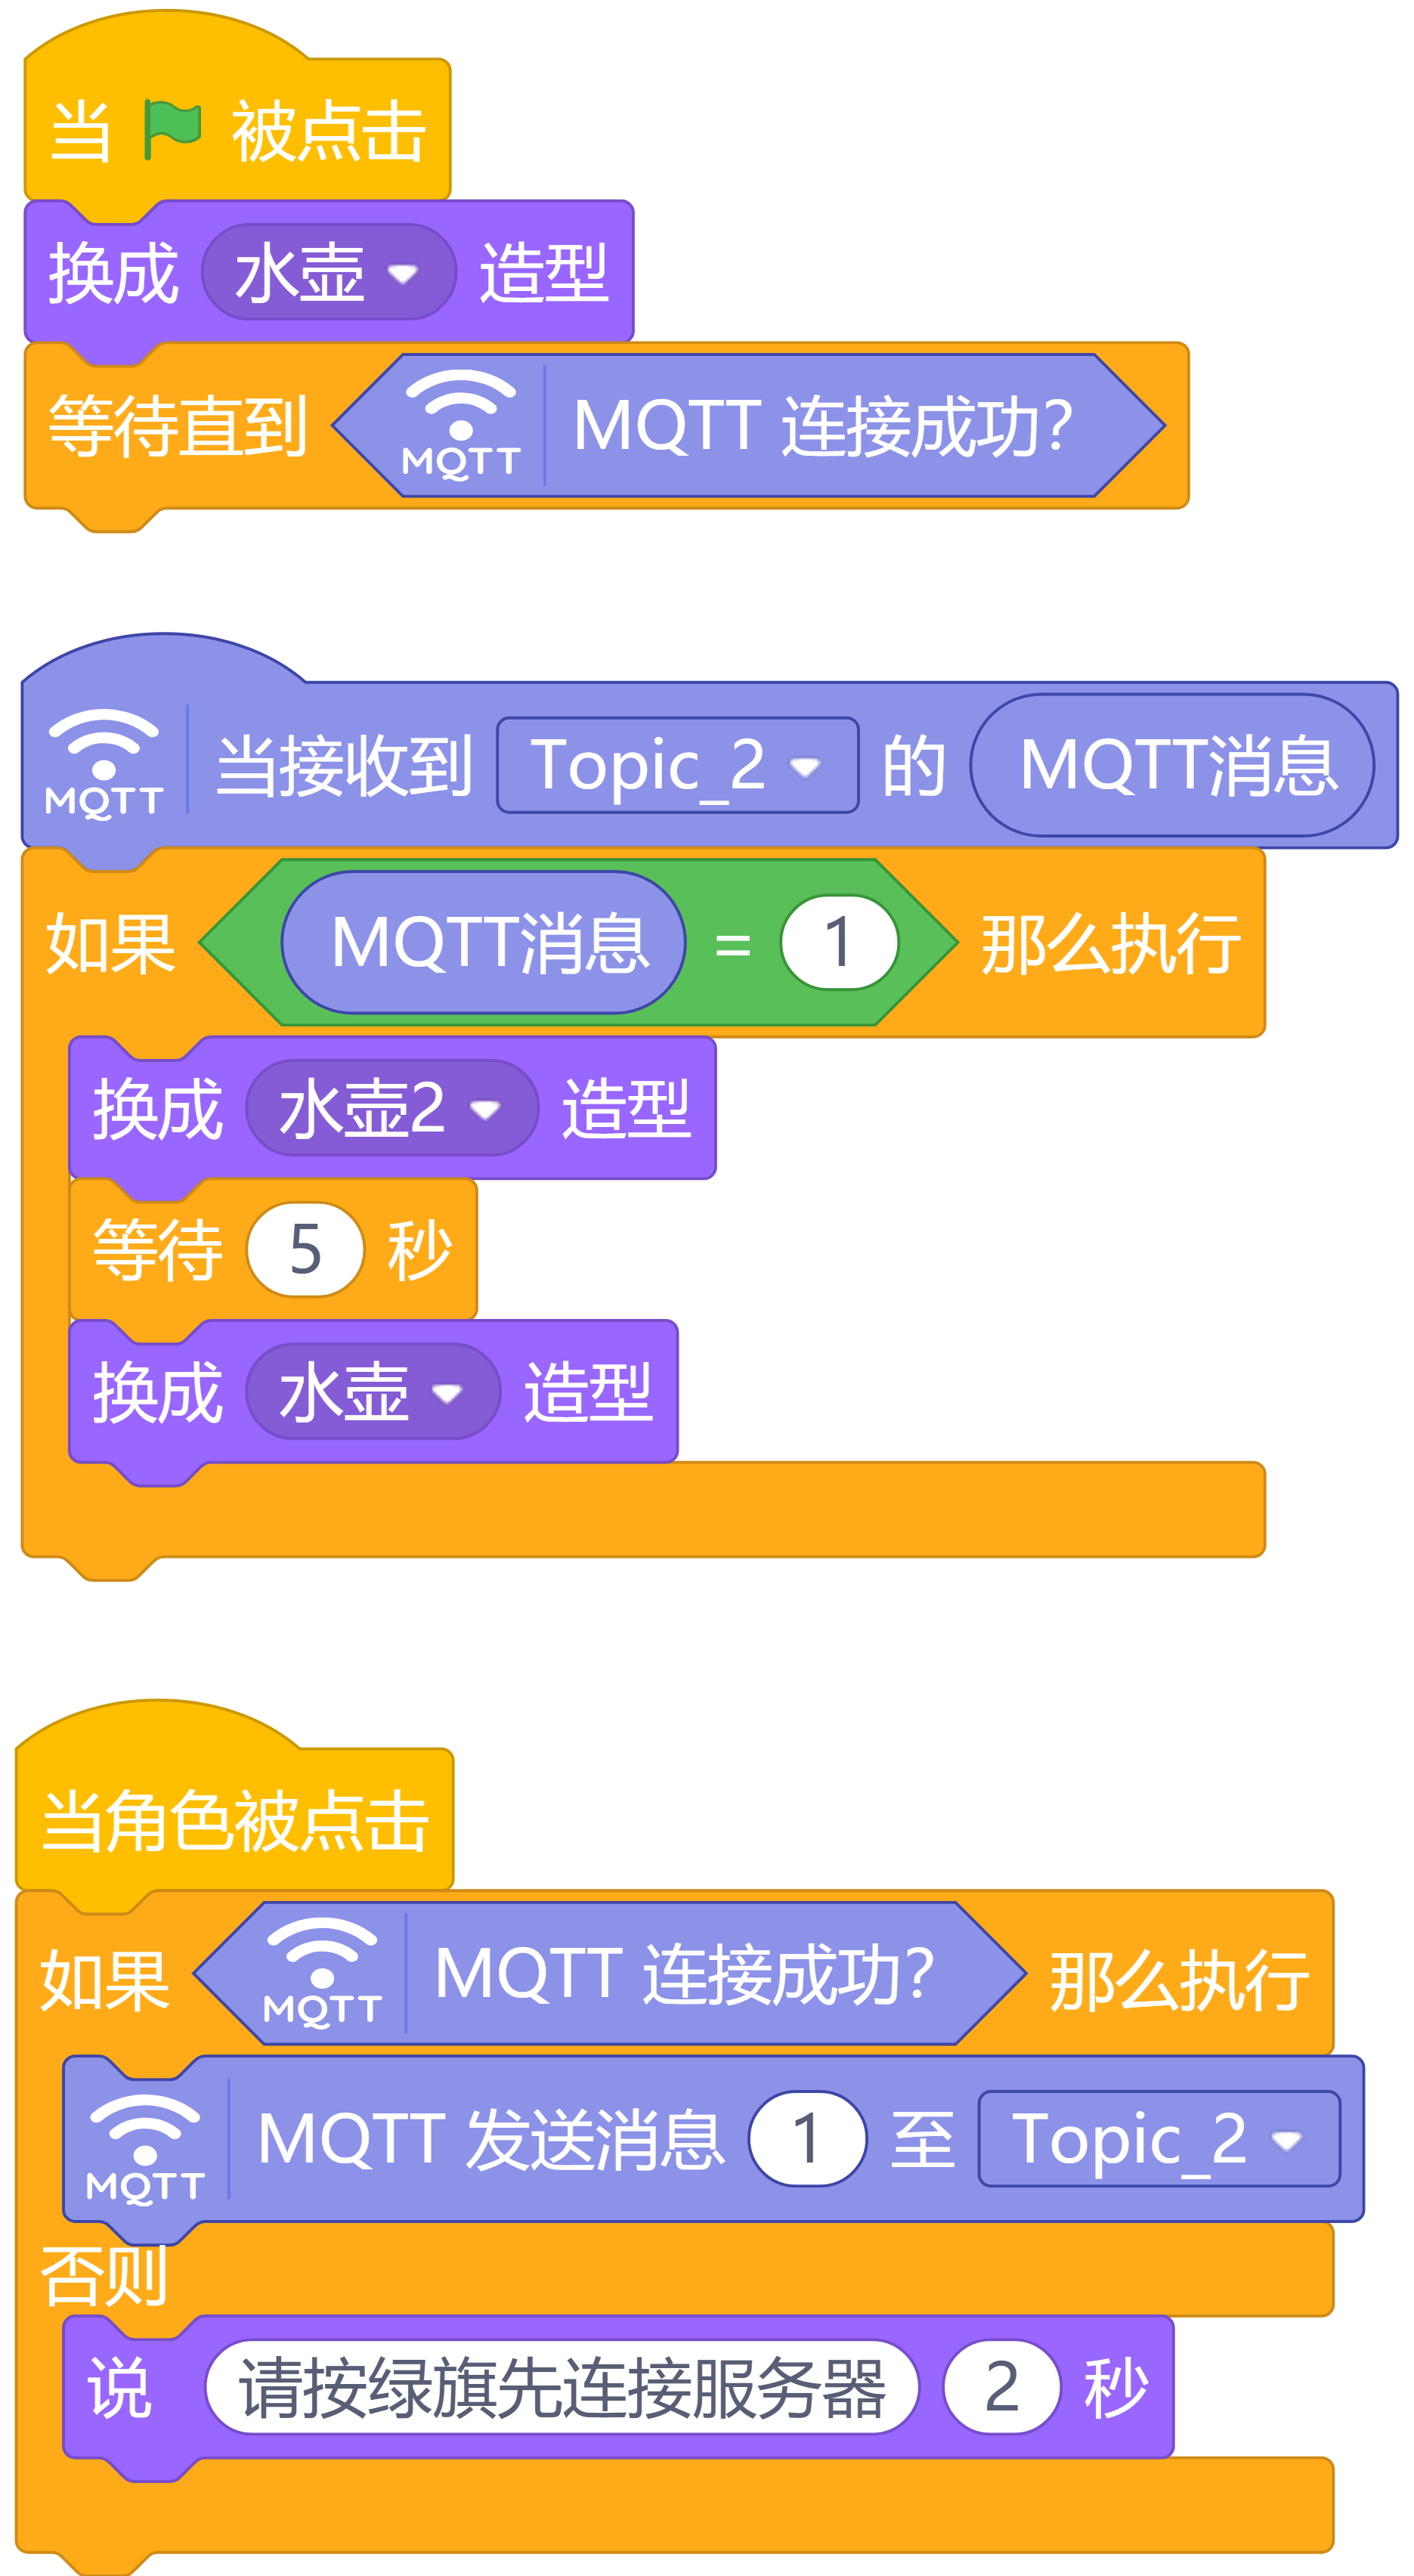 当 被点击
换成 水壶 造型
等待直到 MQTT MQTT 连接成功?
MQTT 当接收到 Topic_2 的 MQTT消息
如果 MQTT消息 = 1 那么执行
换成 水壶2 造型
等待 5 秒
换成 水壶 造型
当角色被点击
如果 MQTT MQTT 连接成功? 那么执行
MQTT MQTT 发送消息 1 至 Topic_2
否则
说 请按绿旗先连接服务器 2 秒